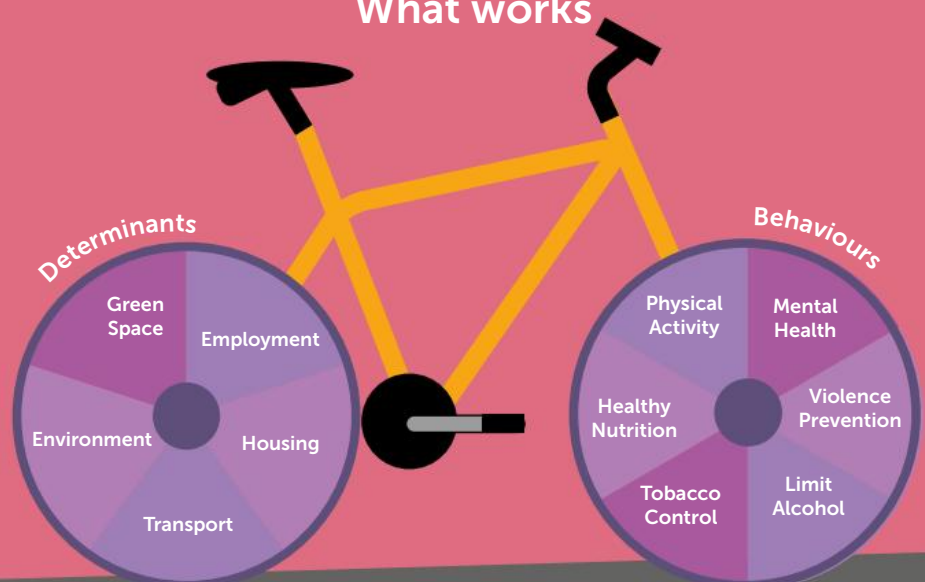 What works
Determinants
Green
Space
Employment
Environment
Housing
Transport
Behaviours
Physical
Activity
Mental
Health
Healthy
Nutrition
Violence
Prevention
Tobacco
Control
Limit
Alcohol